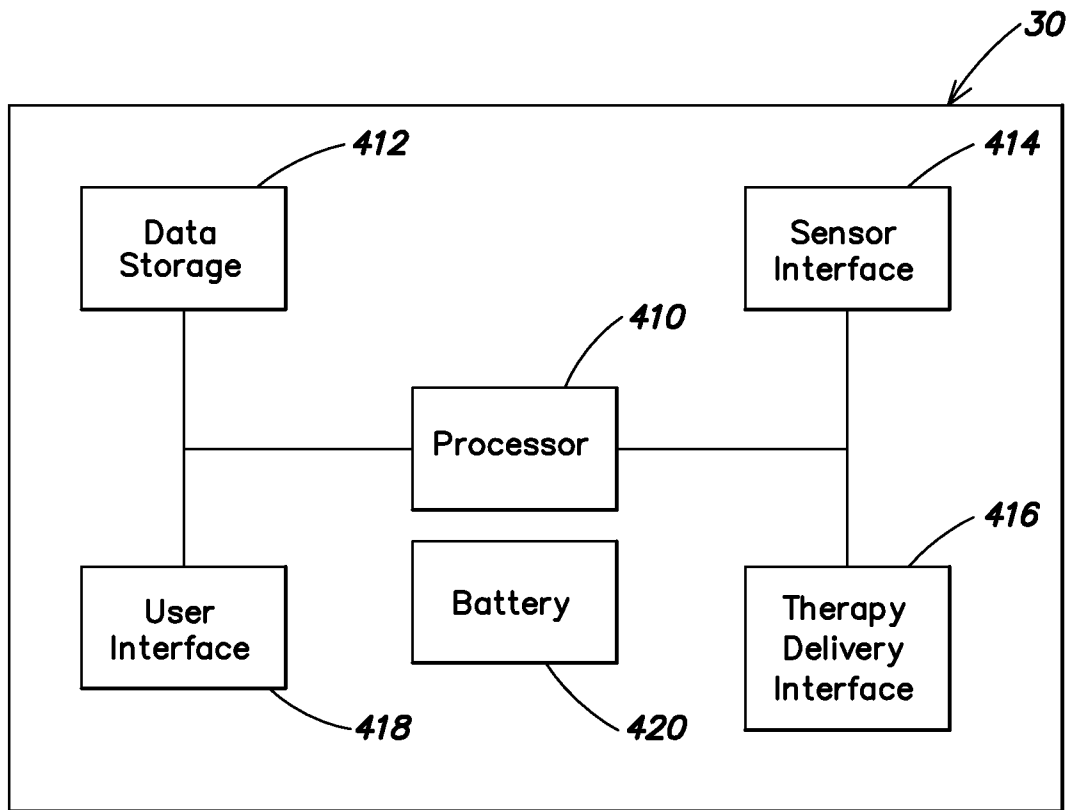 30
412
414
Data
Storage
Sensor
Interface
410
Processor
416
User
Interface
Battery
Therapy
Delivery
Interface
418
420